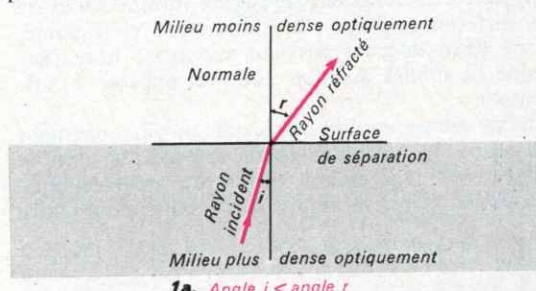 Milieu moins dense optiquement
Normale
r
Rayon réfracté
Surface
de séparation
Rayon
incident
i
Milieu plus dense optiquement
1a. Angle i < angle r